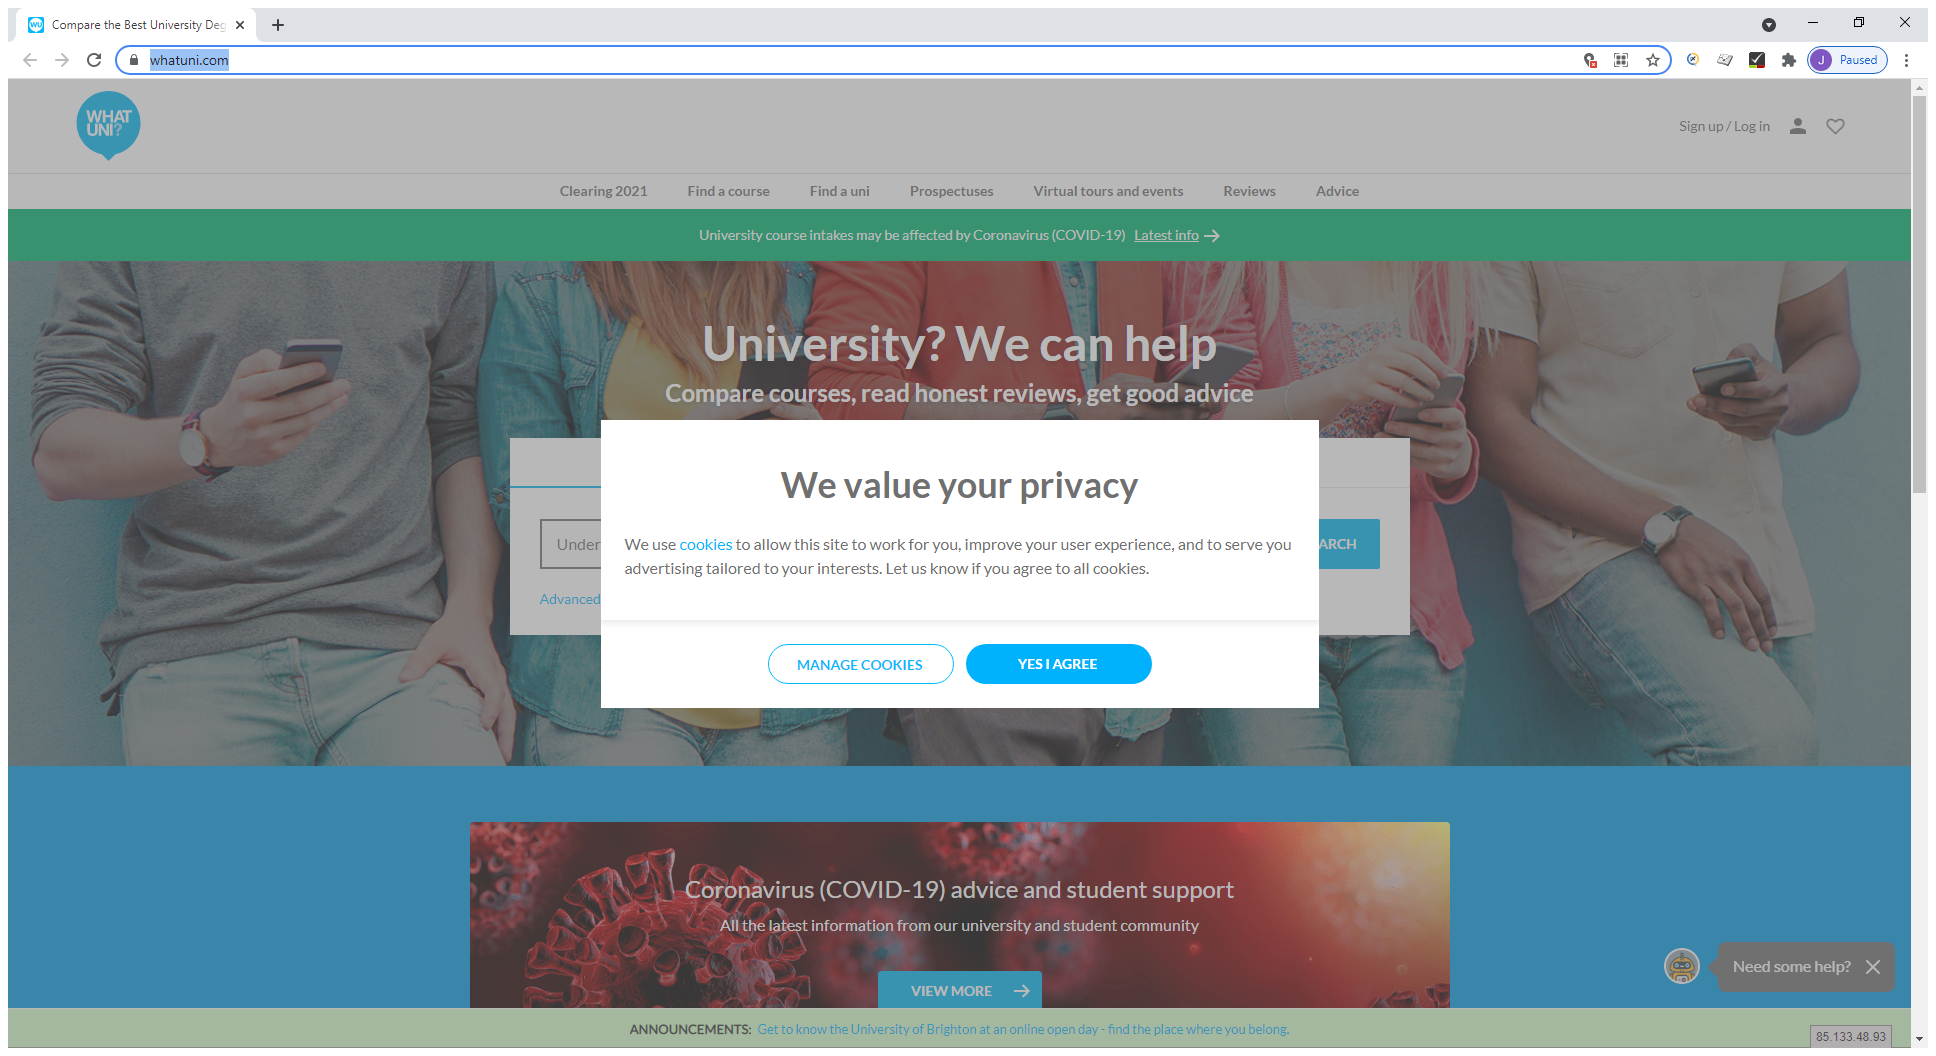 Compare the Best University Deg
whatuni.com
J Paused
WHAT
UNI?
Sign up / Log in
Clearing 2021 Find a course Find a uni Prospectuses Virtual tours and events Reviews Advice
University course intakes may be affected by Coronavirus (COVID-19) Latest info
University? We can help
Compare courses, read honest reviews, get good advice
We value your privacy
We use cookies to allow this site to work for you, improve your user experience, and to serve you
advertising tailored to your interests. Let us know if you agree to all cookies.
Under
ARCH
Advanced
MANAGE COOKIES YES I AGREE
Coronavirus (COVID-19) advice and student support
All the latest information from our university and student community
VIEW MORE
Need some help?
ANNOUNCEMENTS: Get to know the University of Brighton at an online open day - find the place where you belong.
85.133.48.93